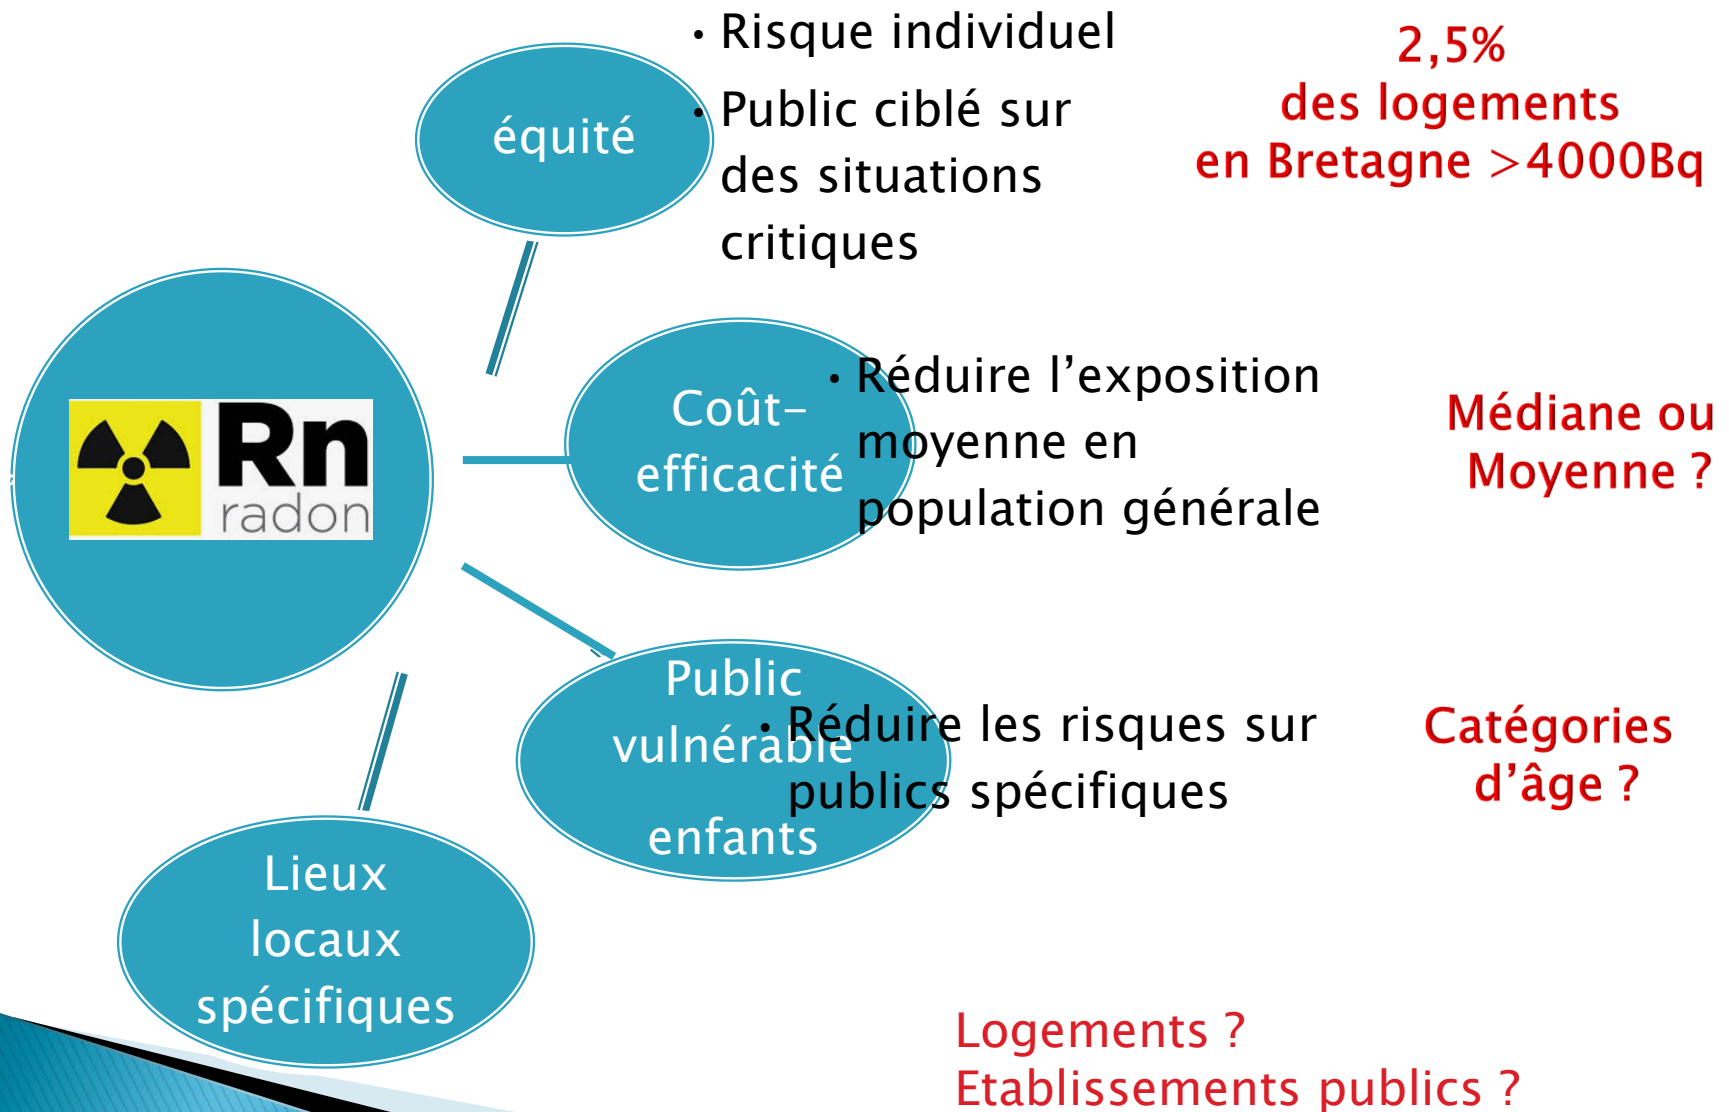 • Risque individuel
• Public ciblé sur
des situations
critiques
équité
2,5%
des logements
en Bretagne >4000Bq
Coût-
efficacité
• Réduire l’exposition
moyenne en
population générale
Médiane ou
Moyenne ?
Rn
radon
Public
vulnérable
enfants
• Réduire les risques sur
publics spécifiques
Catégories
d’âge ?
Lieux
locaux
spécifiques
Logements ?
Etablissements publics ?